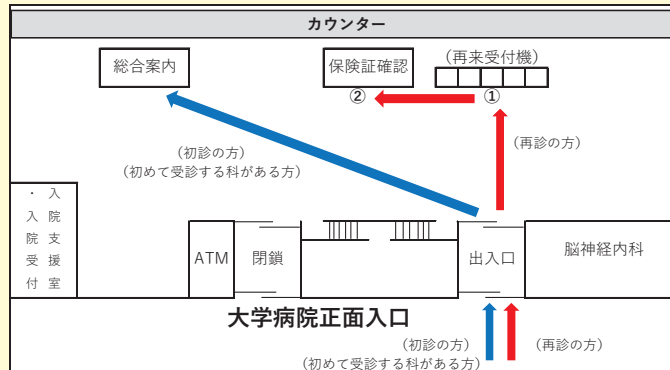 カウンター
総合案内
保険証確認
(再来受付機)
②
①
(再診の方)
(初診の方)
(初めて受診する科がある方)
入院支援室
・入院受付
ATM
閉鎖
出入口
脳神経内科
大学病院正面入口
(初診の方)
(初めて受診する科がある方)
(再診の方)